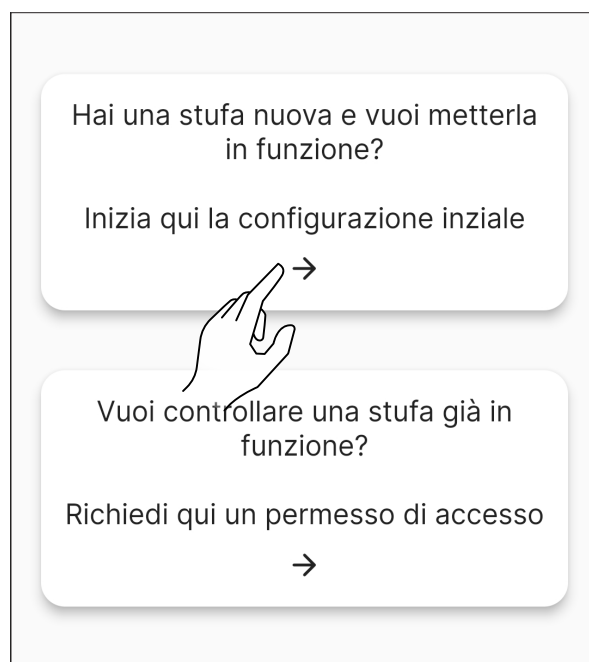 Hai una stufa nuova e vuoi metterla
in funzione?
Inizia qui la configurazione inziale
→
Vuoi controllare una stufa già in
funzione?
Richiedi qui un permesso di accesso
→